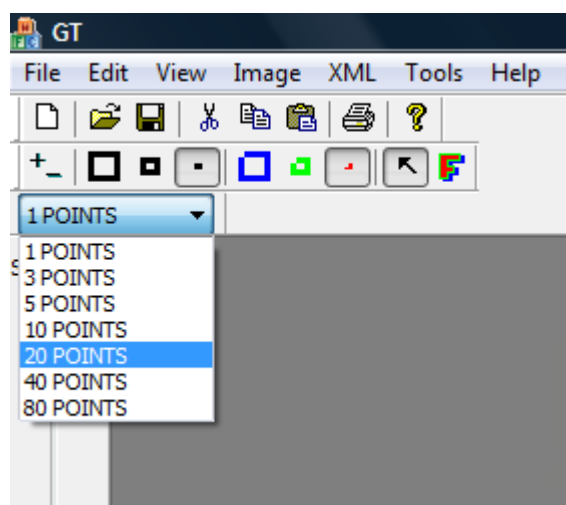 GT
File Edit View Image XML Tools Help
1 POINTS
1 POINTS
3 POINTS
5 POINTS
10 POINTS
20 POINTS
40 POINTS
80 POINTS